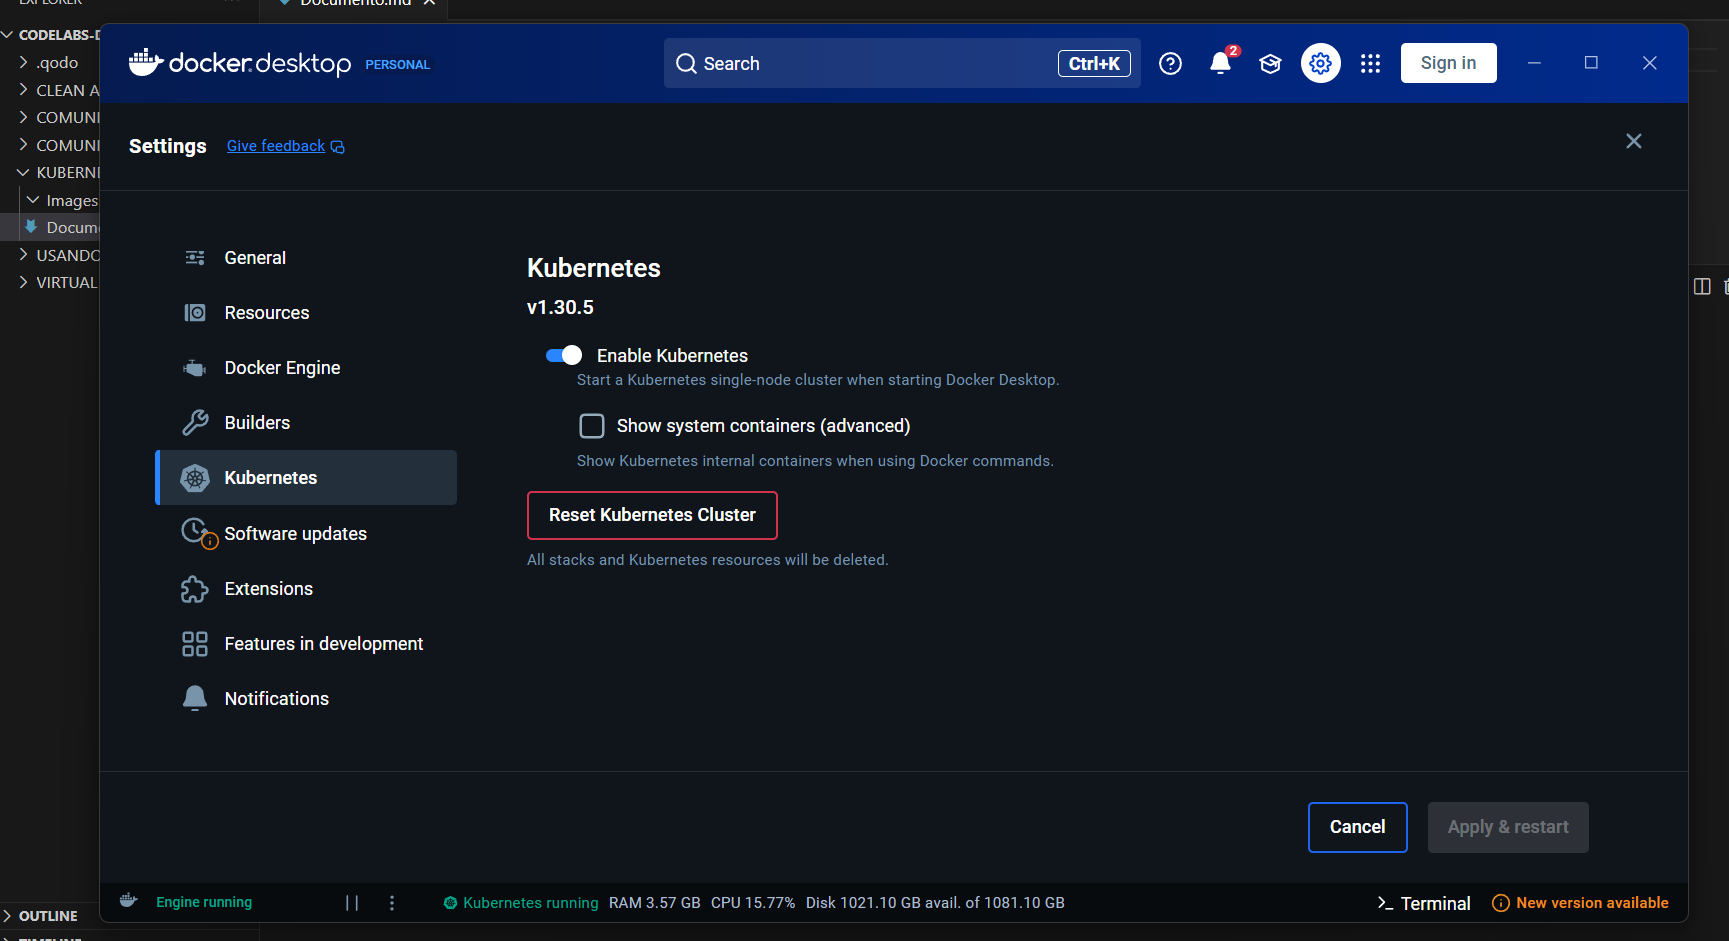 EXPLORER
Documento.md
CODELABS-D
.qodo
CLEAN A
COMUNI
COMUNI
KUBERNE
Images
Docum
USANDO
VIRTUAL
OUTLINE
TIMELINE
docker.desktop PERSONAL
Search
Ctrl+K
2
Sign in
Settings
Give feedback
General
Resources
Docker Engine
Builders
Kubernetes
Software updates
Extensions
Features in development
Notifications
Kubernetes
v1.30.5
Enable Kubernetes
Start a Kubernetes single-node cluster when starting Docker Desktop.
Show system containers (advanced)
Show Kubernetes internal containers when using Docker commands.
Reset Kubernetes Cluster
All stacks and Kubernetes resources will be deleted.
Cancel
Apply & restart
Engine running
Kubernetes running RAM 3.57 GB CPU 15.77% Disk 1021.10 GB avail. of 1081.10 GB
Terminal
New version available